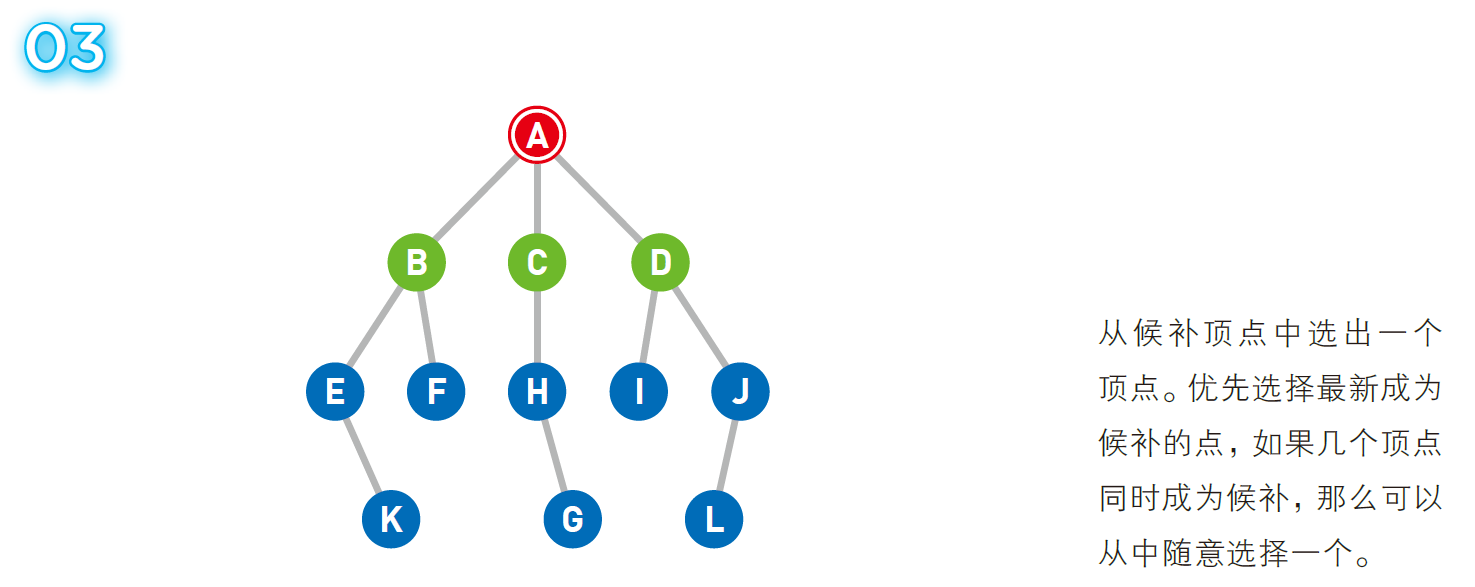 03
A
B C D
E F H I J
K G L
从候补顶点中选出一个
顶点。优先选择最新成为
候补的点，如果几个顶点
同时成为候补，那么可以
从中随意选择一个。